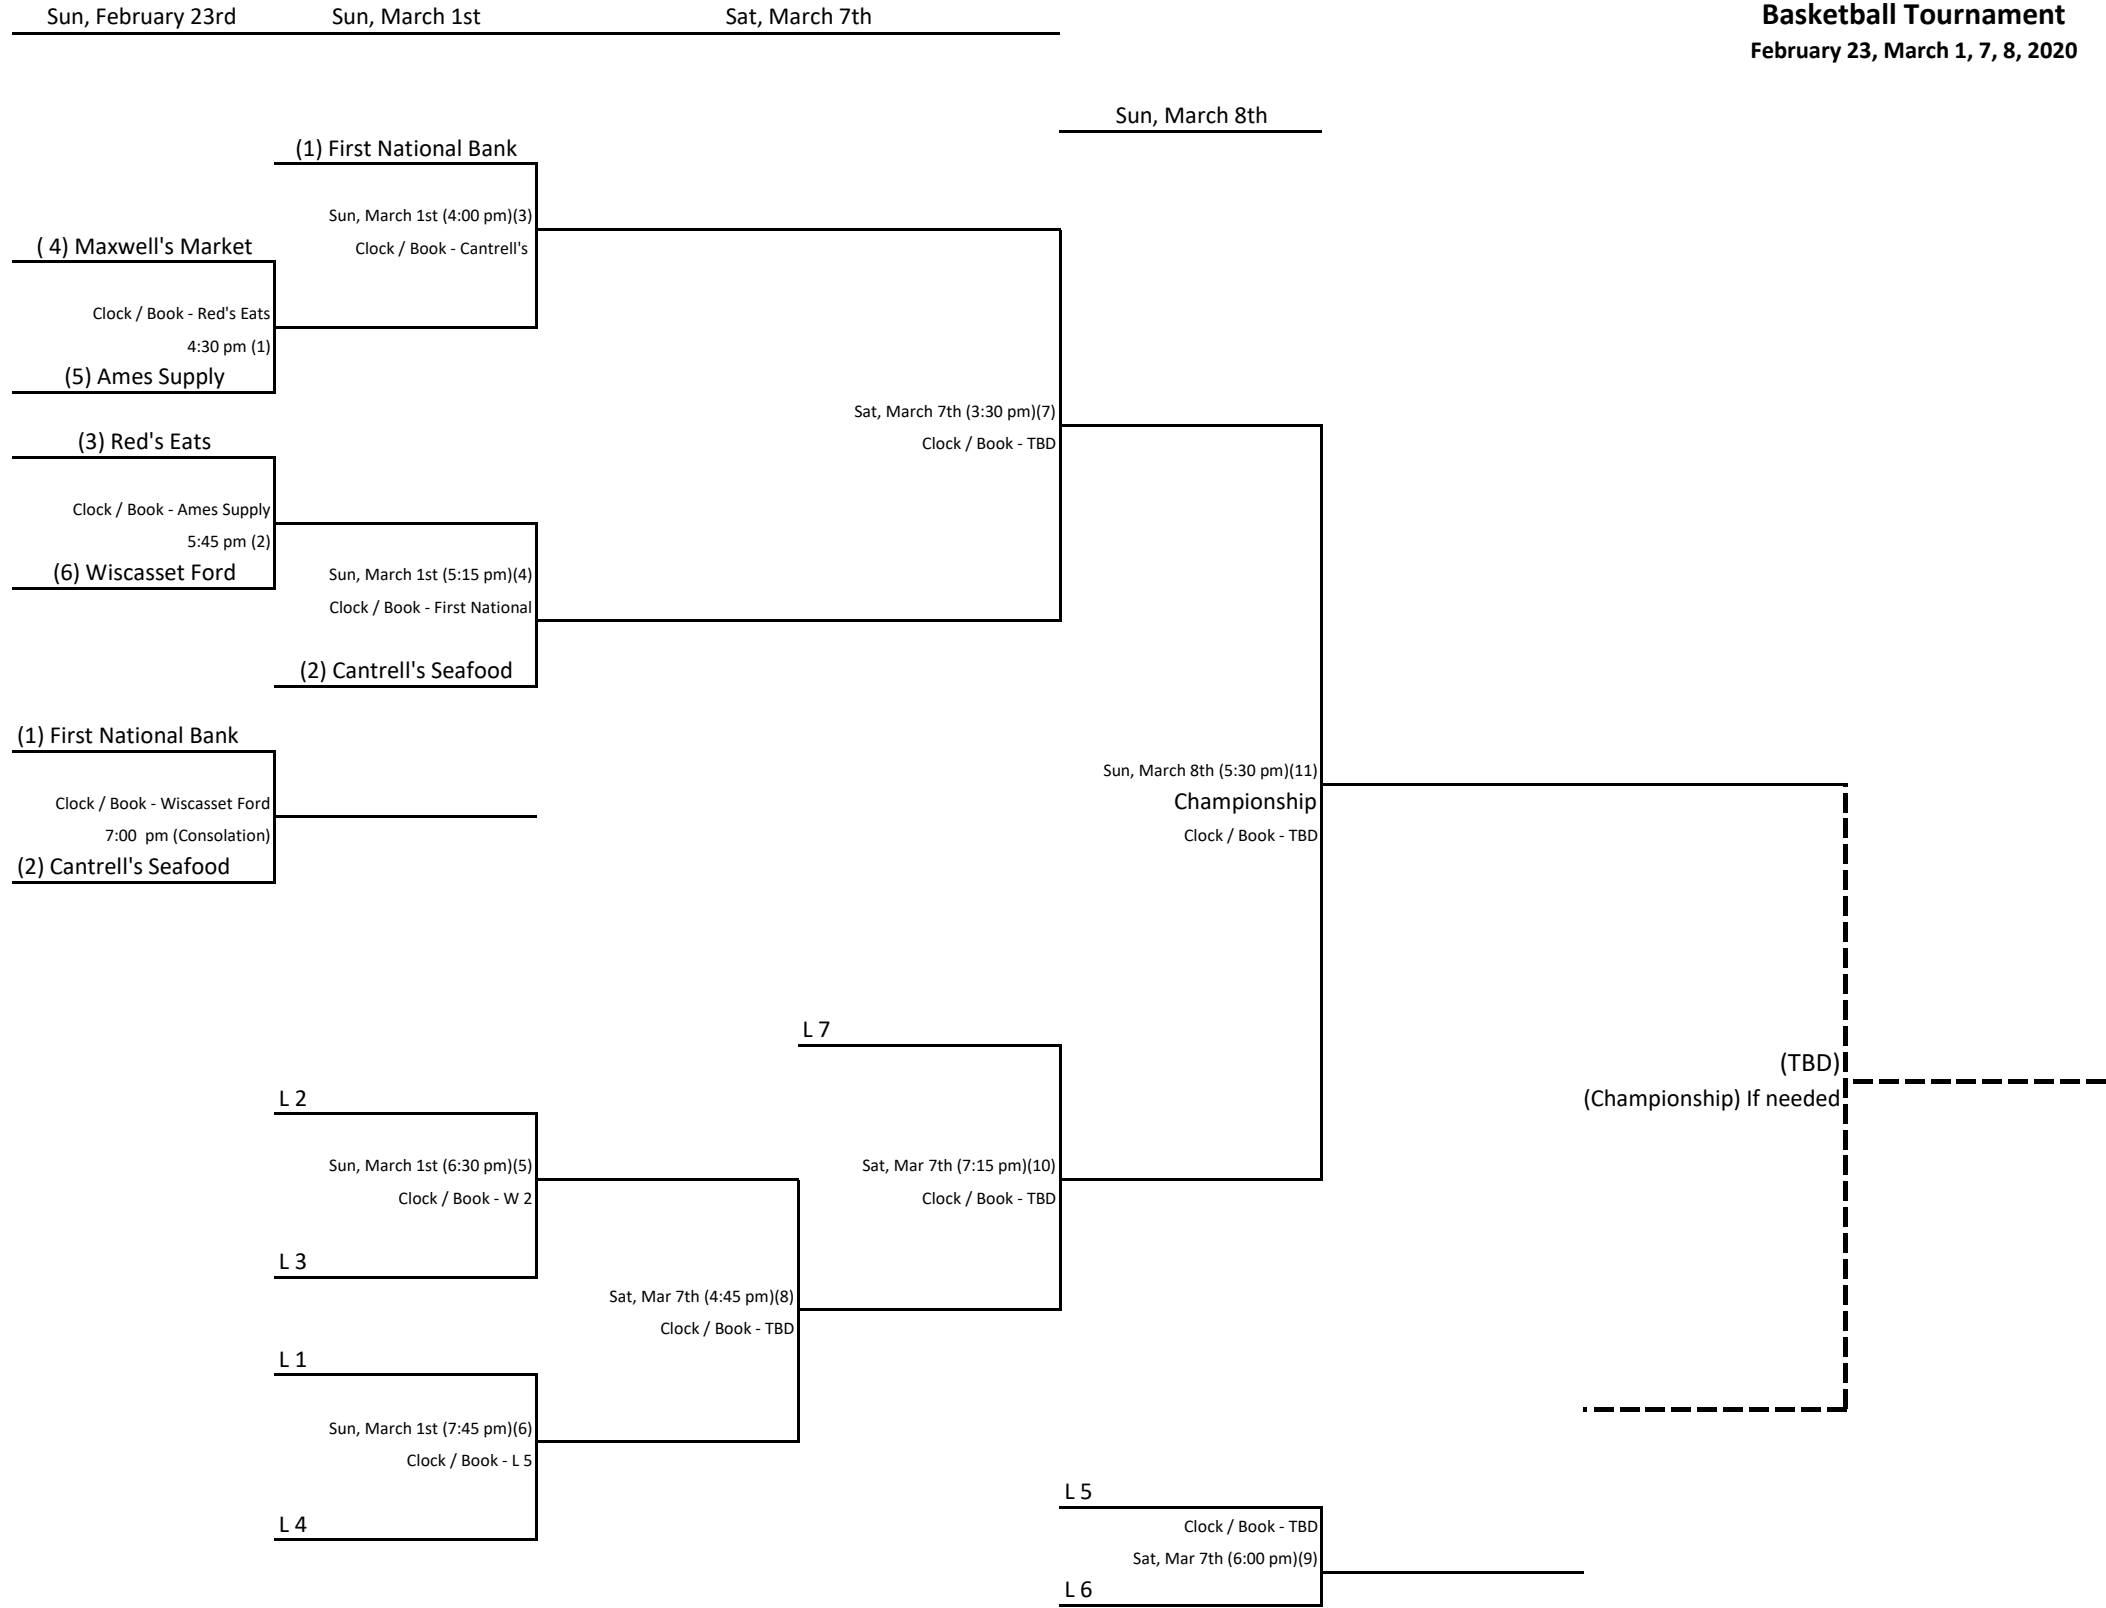 Sun, February 23rd
Sun, March 1st
Sat, March 7th
Basketball Tournament
February 23, March 1, 7, 8, 2020
Sun, March 8th
(1) First National Bank
Sun, March 1st (4:00 pm)(3)
Clock / Book - Cantrell's
( 4) Maxwell's Market
Clock / Book - Red's Eats
4:30 pm (1)
(5) Ames Supply
Sat, March 7th (3:30 pm)(7)
Clock / Book - TBD
(3) Red's Eats
Clock / Book - Ames Supply
5:45 pm (2)
(6) Wiscasset Ford
Sun, March 1st (5:15 pm)(4)
Clock / Book - First National
(2) Cantrell's Seafood
(1) First National Bank
Clock / Book - Wiscasset Ford
7:00  pm (Consolation)
(2) Cantrell's Seafood
Sun, March 8th (5:30 pm)(11)
Championship
Clock / Book - TBD
L 7
(TBD)
(Championship) If needed
L 2
Sun, March 1st (6:30 pm)(5)
Clock / Book - W 2
L 3
Sat, Mar 7th (7:15 pm)(10)
Clock / Book - TBD
Sat, Mar 7th (4:45 pm)(8)
Clock / Book - TBD
L 1
Sun, March 1st (7:45 pm)(6)
Clock / Book - L 5
L 4
L 5
Clock / Book - TBD
Sat, Mar 7th (6:00 pm)(9)
L 6